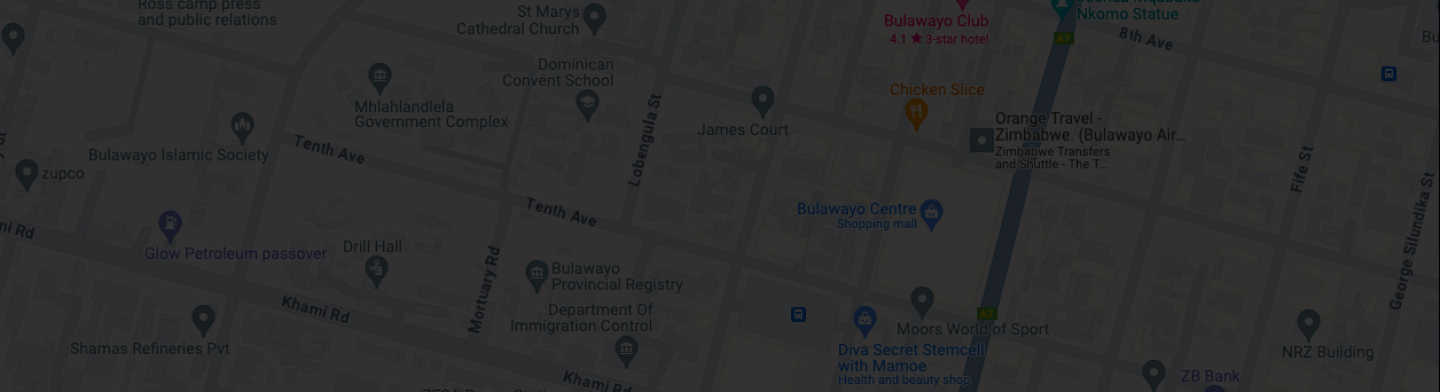 Ross camp press
and public relations
St Marys
Cathedral Church
Bulawayo Club
4.1 ★ 3-star hotel
Nkomo Statue
A7
8th Ave
Dominican
Convent School
Mhlahlandlela
Government Complex
Lobengula St
James Court
Chicken Slice
Orange Travel -
Zimbabwe. (Bulawayo Air...
Zimbabwe Transfers
and Shuttle - The T...
Bulawayo Islamic Society
Tenth Ave
zupco
Fife St
George Silundika St
Tenth Ave
Bulawayo Centre
Shopping mall
Rd
Glow Petroleum passover
Drill Hall
Mortuary Rd
Bulawayo
Provincial Registry
Khami Rd
Department Of
Immigration Control
A7
Moors World of Sport
Shamas Refineries Pvt
Diva Secret Stemcell
with Mamoe
Health and beauty shop
NRZ Building
Khami Rd
ZB Bank